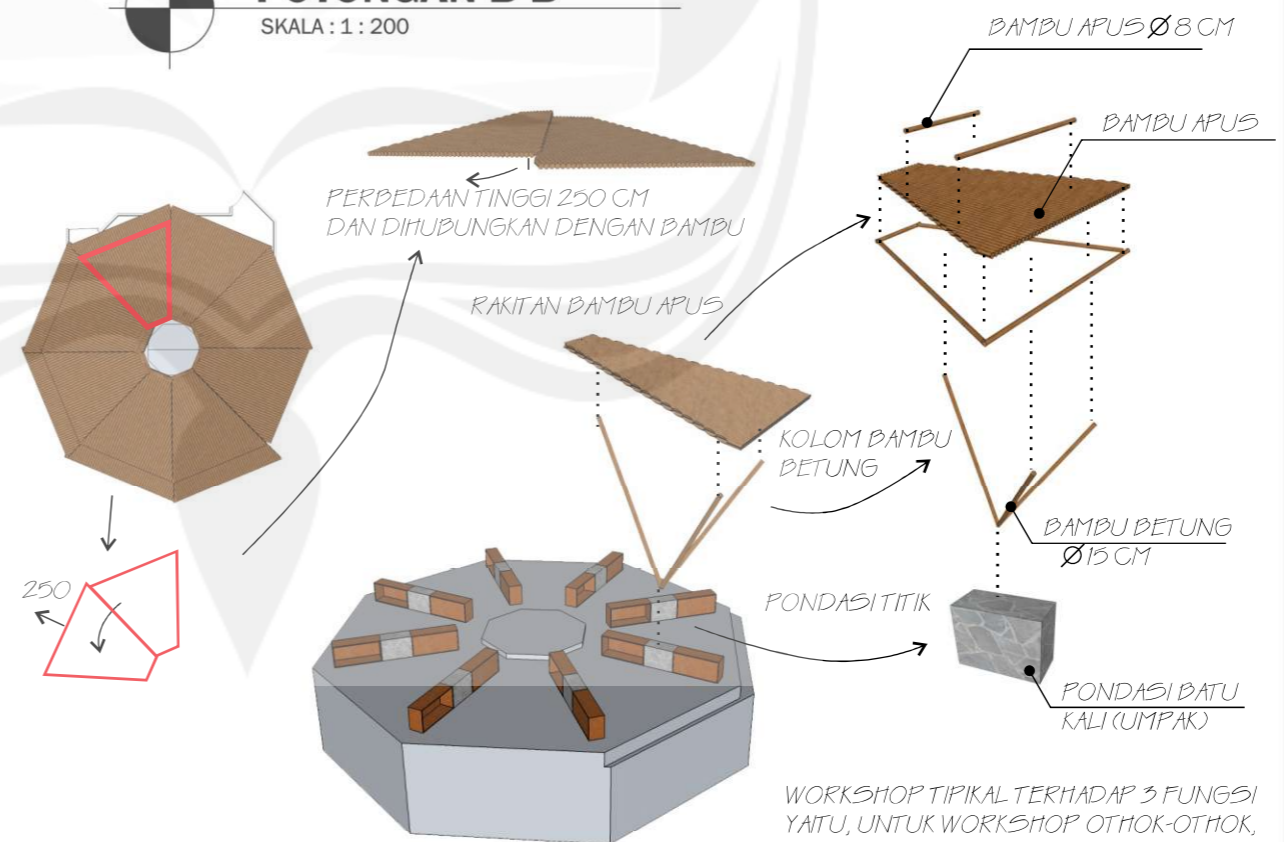 POTONGAN B-B
SKALA : 1 : 200
BAMBU APUS Ø 8 CM
BAMBU APUS
PERBEDAAN TINGGI 250 CM
DAN DIHUBUNGKAN DENGAN BAMBU
RAKITAN BAMBU APUS
KOLOM BAMBU
BETUNG
BAMBU BETUNG
Ø 15 CM
250
PONDASI TITIK
PONDASI BATU
KALI (UMPAK)
WORKSHOP TIPIKAL TERHADAP 3 FUNGSI
YAITU, UNTUK WORKSHOP OTHOK-OTHOK,